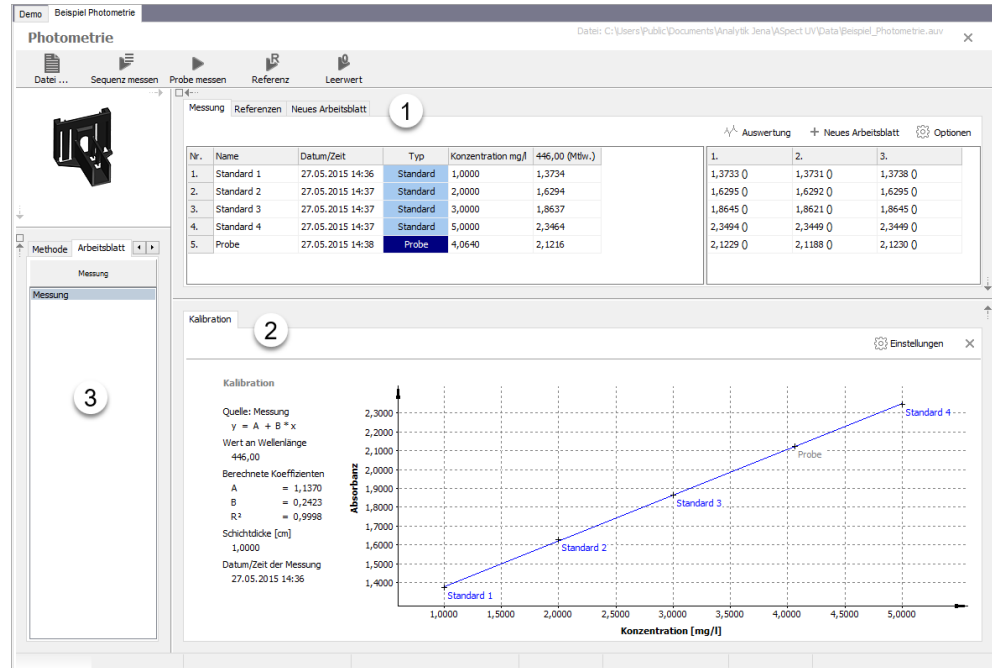 Demo Beispiel Photometrie
Photometrie
Datei: C:\Users\Public\Documents\Analytik Jena\ASpect UV\Data\Beispiel_Photometrie.auv
Datei ... Sequenz messen Probe messen Referenz Leerwert
R
0
Messung Referenzen Neues Arbeitsblatt
1
Auswertung + Neues Arbeitsblatt Optionen
Nr. Name Datum/Zeit Typ Konzentration mg/l 446,00 (Mtlw.) 1. 2. 3.
1. Standard 1 27.05.2015 14:36 Standard 1,0000 1,3734 1,3733 () 1,3731 () 1,3738 ()
2. Standard 2 27.05.2015 14:37 Standard 2,0000 1,6294 1,6295 () 1,6292 () 1,6295 ()
3. Standard 3 27.05.2015 14:37 Standard 3,0000 1,8637 1,8645 () 1,8621 () 1,8645 ()
4. Standard 4 27.05.2015 14:37 Standard 5,0000 2,3464 2,3494 () 2,3449 () 2,3449 ()
5. Probe 27.05.2015 14:38 Probe 4,0640 2,1216 2,1229 () 2,1188 () 2,1230 ()
Methode Arbeitsblatt
Messung
Messung
3
Kalibration
2
Einstellungen
Kalibration
Quelle: Messung
y = A + B * x
Wert an Wellenlänge
446,00
Berechnete Koeffizienten
A = 1,1370
B = 0,2423
R² = 0,9998
Schichtdicke [cm]
1,0000
Datum/Zeit der Messung
27.05.2015 14:36
Absorbanz
2,3000
2,2000
2,1000
2,0000
1,9000
1,8000
1,7000
1,6000
1,5000
1,4000
Standard 4
Probe
Standard 3
Standard 2
Standard 1
1,0000 1,5000 2,0000 2,5000 3,0000 3,5000 4,0000 4,5000 5,0000
Konzentration [mg/l]